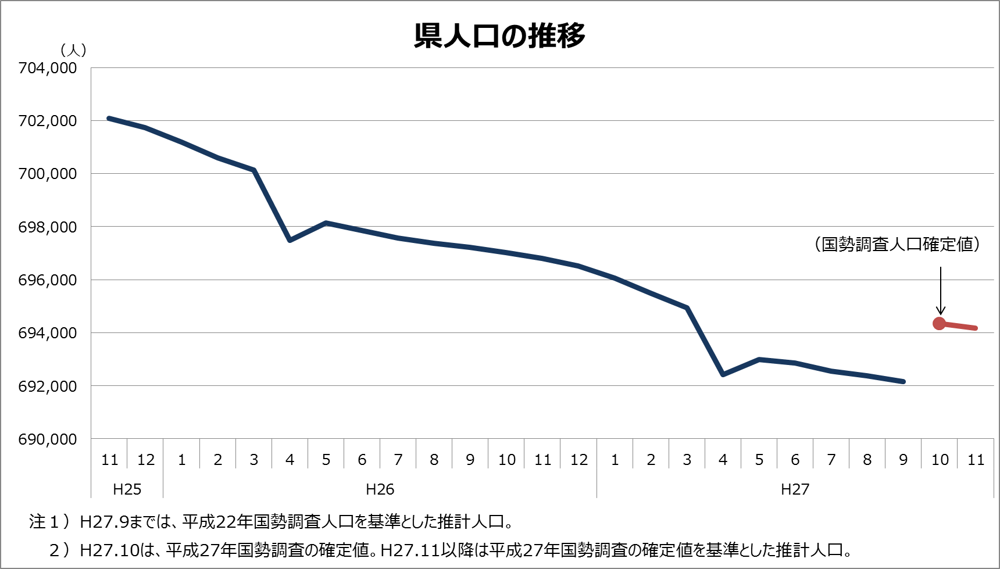 県人口の推移
（人）
704,000
702,000
700,000
698,000
（国勢調査人口確定値）
696,000
694,000
692,000
690,000
11 12 1 2 3 4 5 6 7 8 9 10 11 12 1 2 3 4 5 6 7 8 9 10 11
H25 H26 H27
注１）H27.9までは、平成22年国勢調査人口を基準とした推計人口。
２）H27.10は、平成27年国勢調査の確定値。H27.11以降は平成27年国勢調査の確定値を基準とした推計人口。